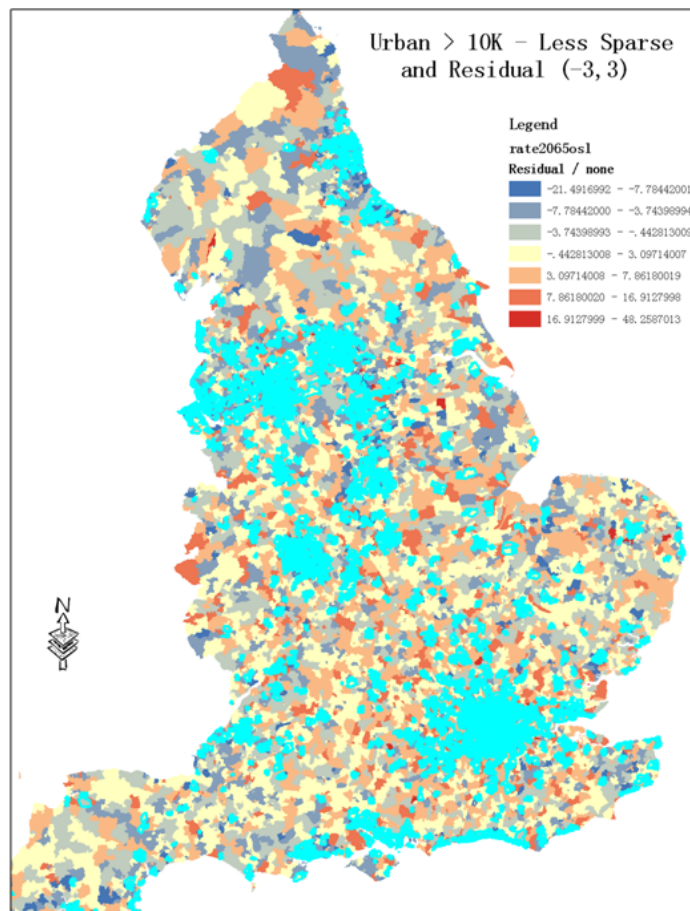 Urban > 10K - Less Sparse
and Residual (-3,3)
Legend
rate2065osl
Residual / none
-21.4916992 - -7.78442001
-7.78442000 - -3.74398994
-3.74398993 - -.442813009
-.442813008 - 3.09714007
3.09714008 - 7.86180019
7.86180020 - 16.9127998
16.9127999 - 48.2587013
N